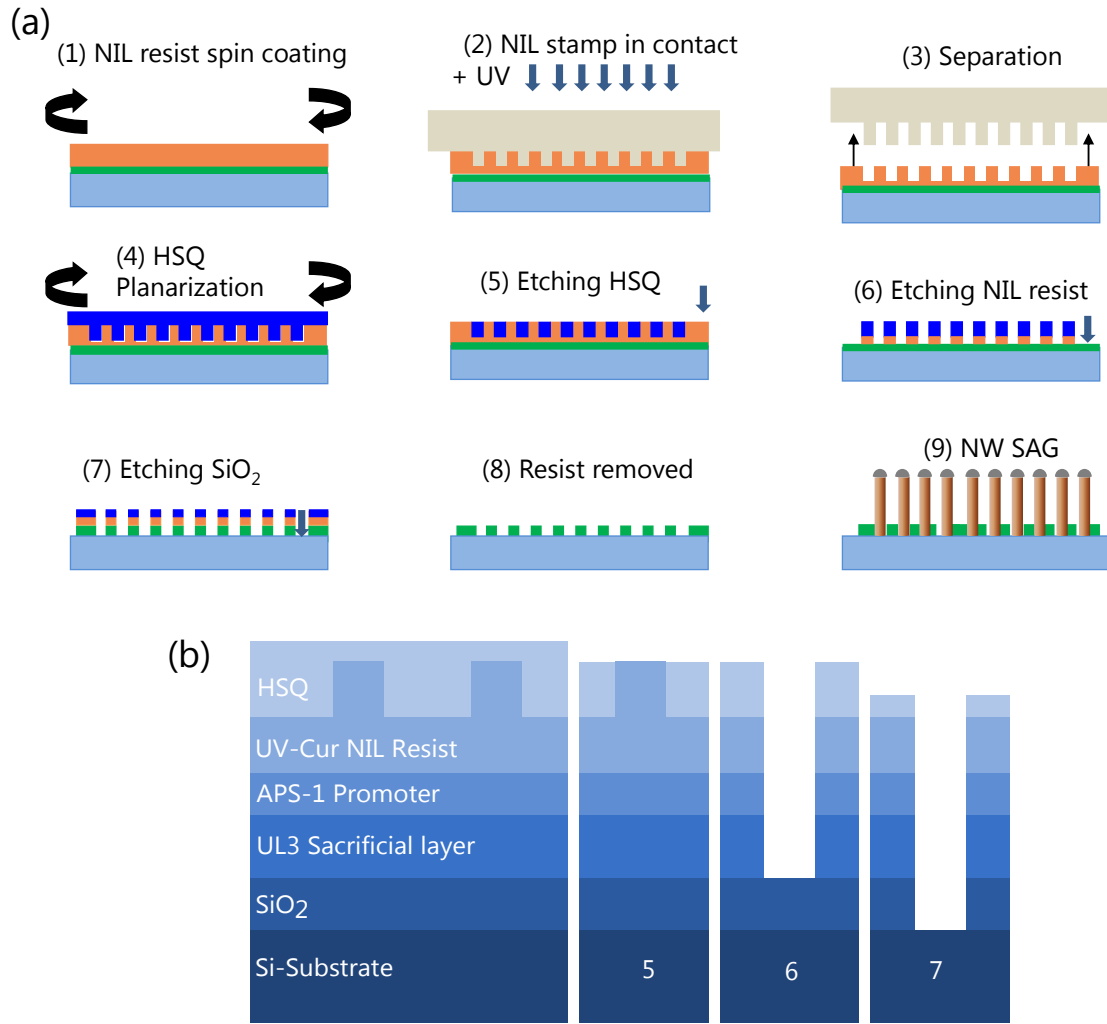 (a)
(1) NIL resist spin coating
(2) NIL stamp in contact
+ UV
(3) Separation
(4) HSQ
Planarization
(5) Etching HSQ
(6) Etching NIL resist
(7) Etching SiO₂
(8) Resist removed
(9) NW SAG
(b)
HSQ
UV-Cur NIL Resist
APS-1 Promoter
UL3 Sacrificial layer
SiO₂
Si-Substrate
5
6
7